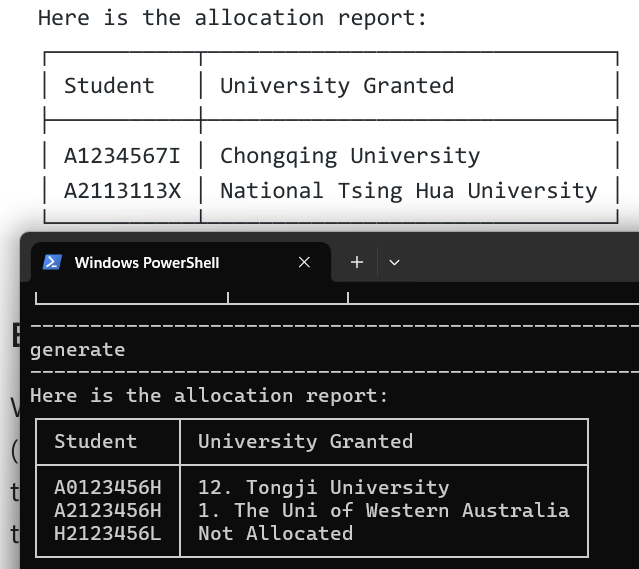 Here is the allocation report:
Student University Granted
A1234567I Chongqing University
A2113113X National Tsing Hua University
Windows PowerShell
generate
Here is the allocation report:
Student University Granted
A0123456H 12. Tongji University
A2123456H 1. The Uni of Western Australia
H2123456L Not Allocated